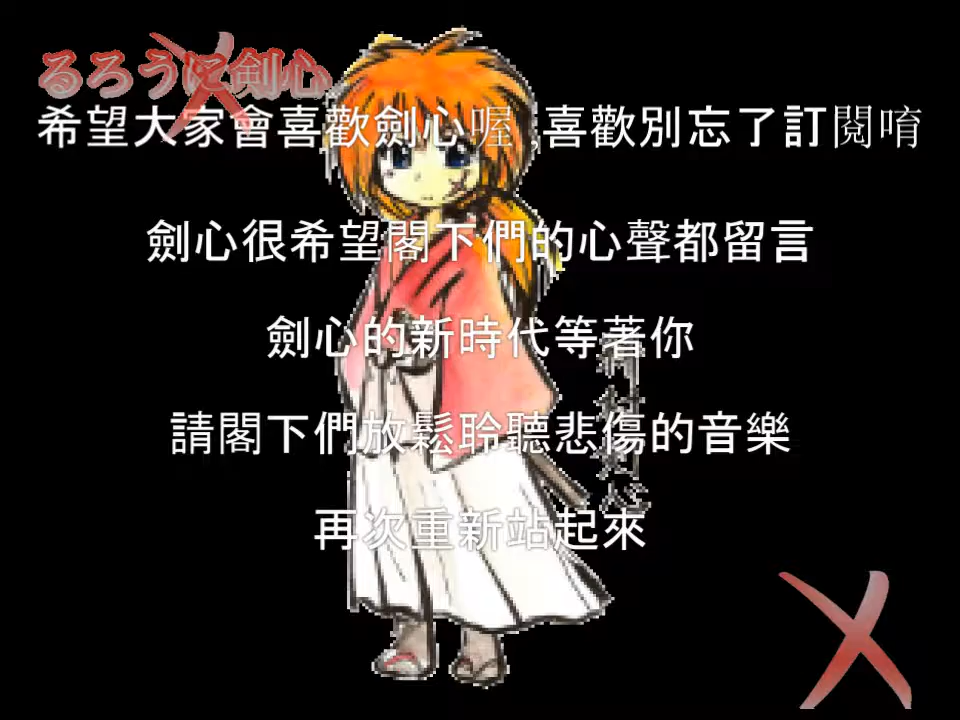 るろうに剣心
希望大家會喜歡劍心喔 ,喜歡別忘了訂閱唷
劍心很希望閣下們的心聲都留言
劍心的新時代等著你
請閣下們放鬆聆聽悲傷的音樂
再次重新站起來